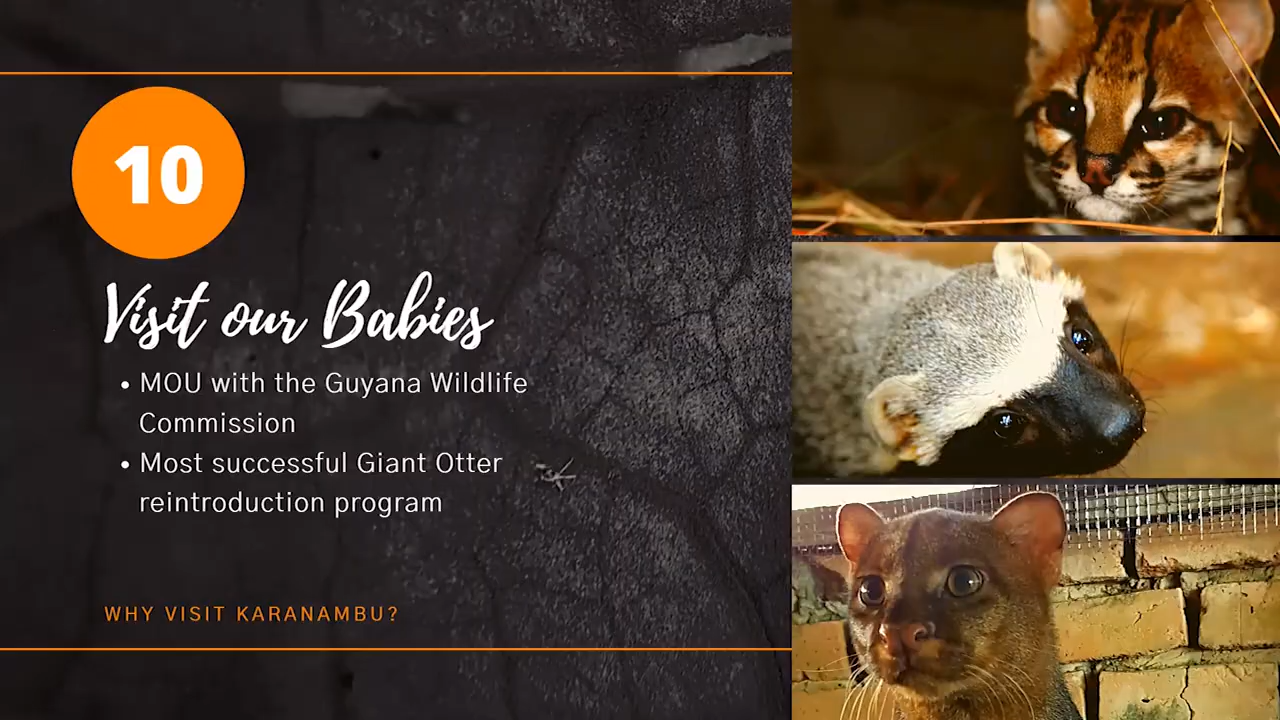 10
Visit our Babies
• MOU with the Guyana Wildlife
Commission
• Most successful Giant Otter
reintroduction program
WHY VISIT KARANAMBU?